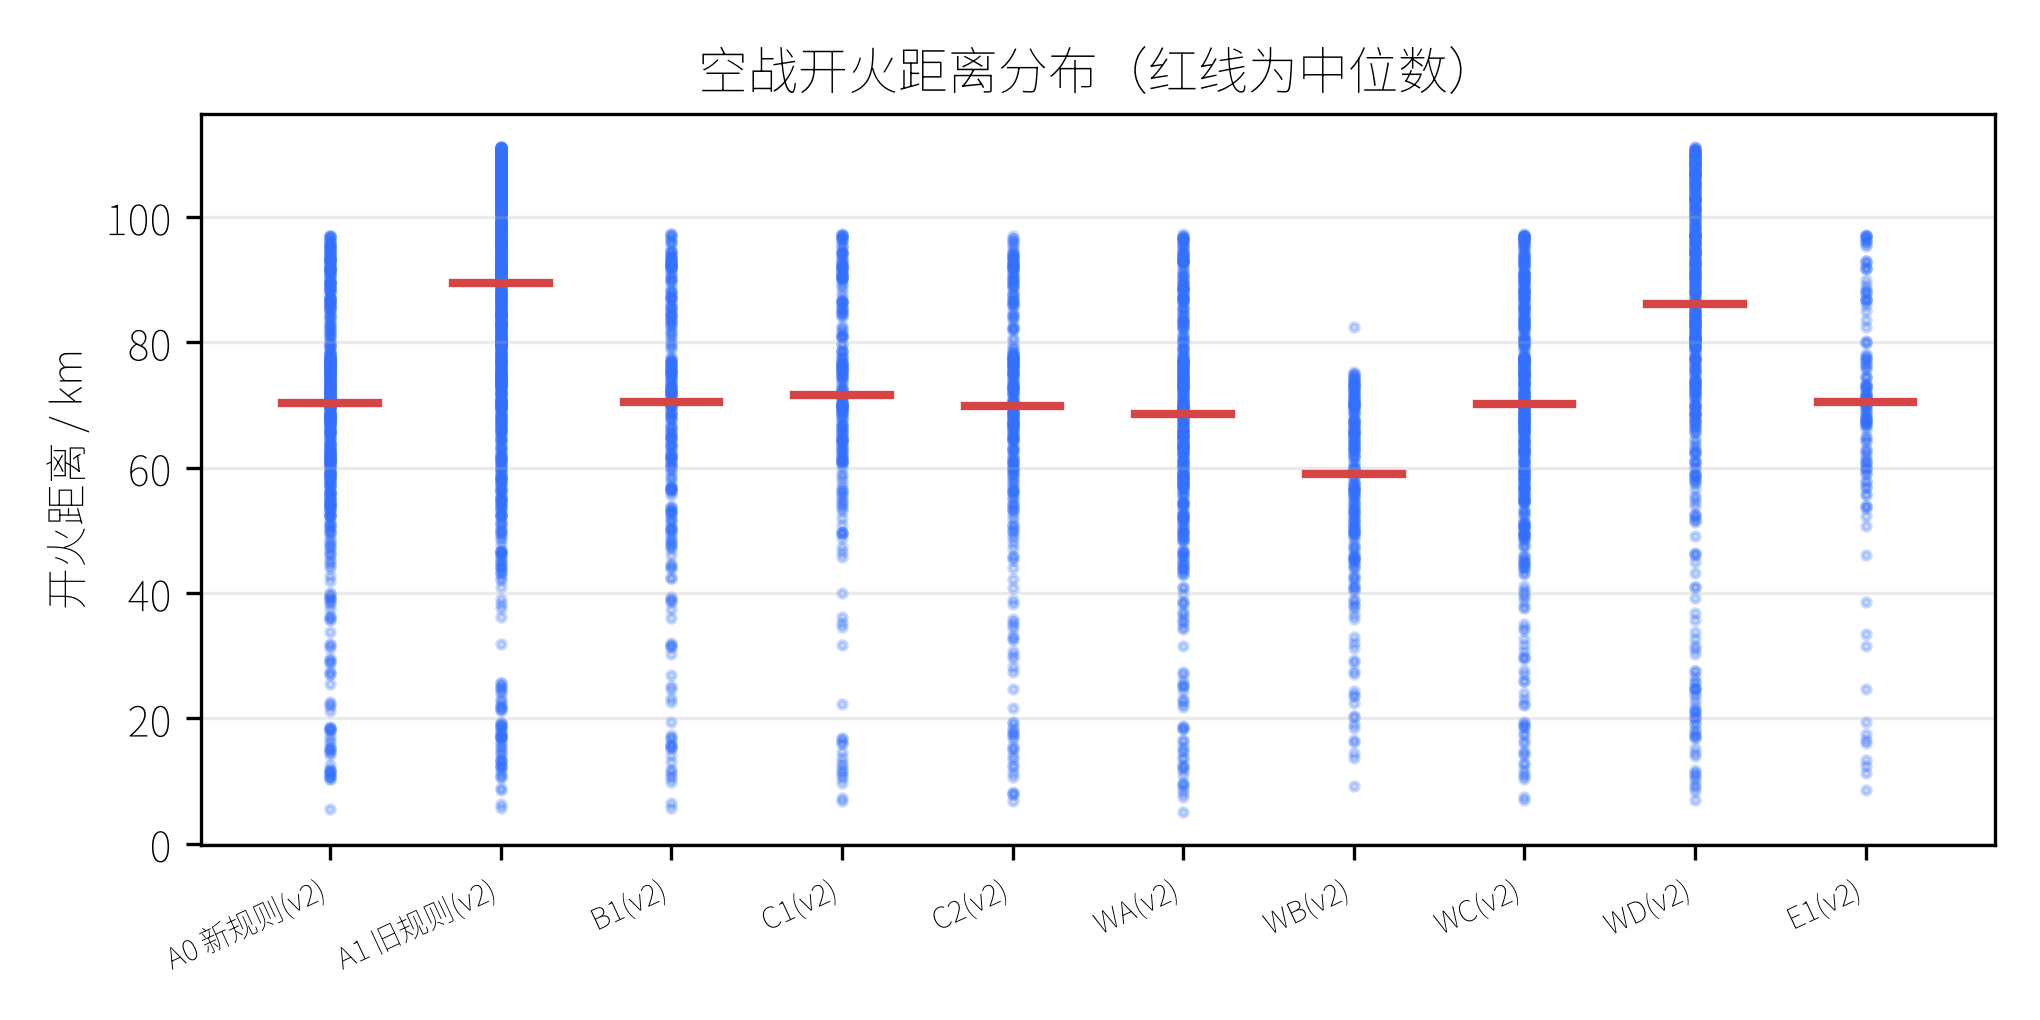 空战开火距离分布（红线为中位数）
开火距离 / km
100
80
60
40
20
0
A0 新规则(v2)
A1 旧规则(v2)
B1(v2)
C1(v2)
C2(v2)
WA(v2)
WB(v2)
WC(v2)
WD(v2)
E1(v2)